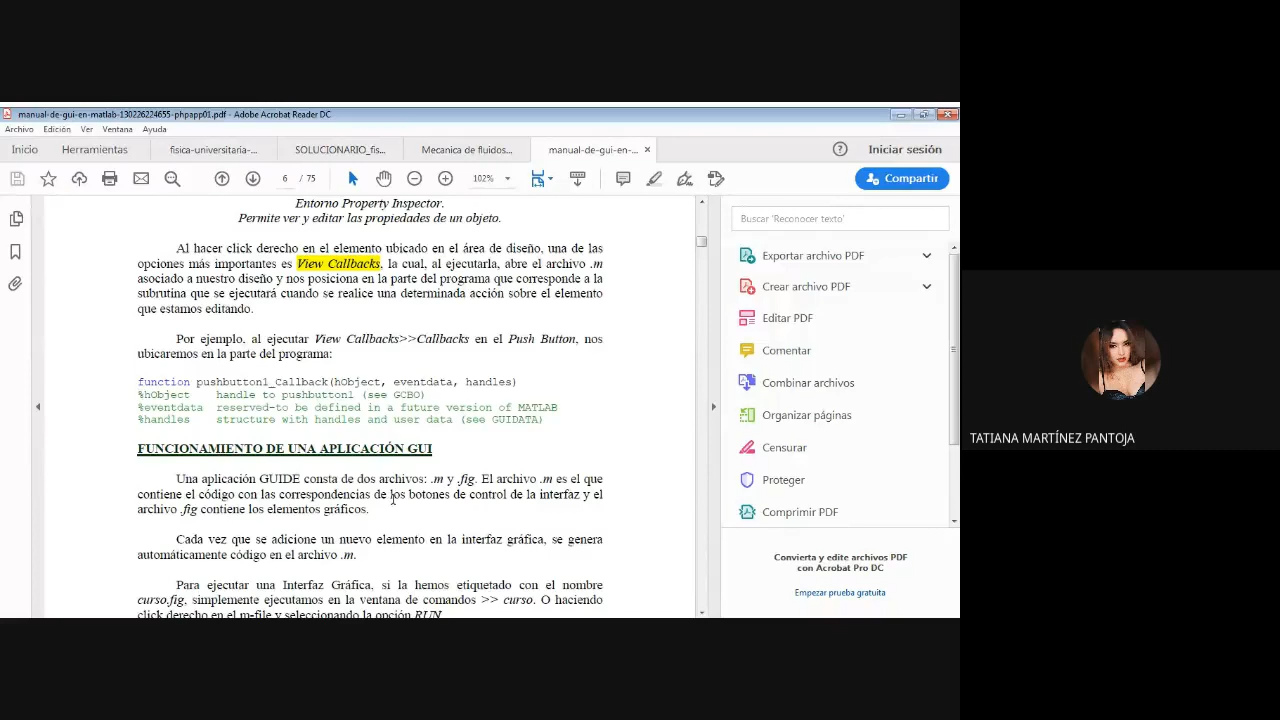 manual-de-gui-en-matlab-130226224655-phpapp01.pdf - Adobe Acrobat Reader DC
Archivo Edición Ver Ventana Ayuda
Inicio Herramientas fisica-universitaria-... SOLUCIONARIO_fis... Mecanica de fluidos... manual-de-gui-en-... × Iniciar sesión
6 / 75 102% Compartir
Entorno Property Inspector.
Permite ver y editar las propiedades de un objeto.
Al hacer click derecho en el elemento ubicado en el área de diseño, una de las
opciones más importantes es View Callbacks, la cual, al ejecutarla, abre el archivo .m
asociado a nuestro diseño y nos posiciona en la parte del programa que corresponde a la
subrutina que se ejecutará cuando se realice una determinada acción sobre el elemento
que estamos editando.
Por ejemplo, al ejecutar View Callbacks>>Callbacks en el Push Button, nos
ubicaremos en la parte del programa:
function pushbutton1_Callback(hObject, eventdata, handles)
%hObject handle to pushbutton1 (see GCBO)
%eventdata reserved-to be defined in a future version of MATLAB
%handles structure with handles and user data (see GUIDATA)
FUNCIONAMIENTO DE UNA APLICACIÓN GUI
Una aplicación GUIDE consta de dos archivos: .m y .fig. El archivo .m es el que
contiene el código con las correspondencias de los botones de control de la interfaz y el
archivo .fig contiene los elementos gráficos.
Cada vez que se adicione un nuevo elemento en la interfaz gráfica, se genera
automáticamente código en el archivo .m.
Para ejecutar una Interfaz Gráfica, si la hemos etiquetado con el nombre
curso.fig, simplemente ejecutamos en la ventana de comandos >> curso. O haciendo
click derecho en el m-file y seleccionando la opción RUN.
Buscar 'Reconocer texto'
Exportar archivo PDF
Crear archivo PDF
Editar PDF
Comentar
Combinar archivos
Organizar páginas
Censurar
Proteger
Comprimir PDF
Convierta y edite archivos PDF
con Acrobat Pro DC
Empezar prueba gratuita
TATIANA MARTÍNEZ PANTOJA